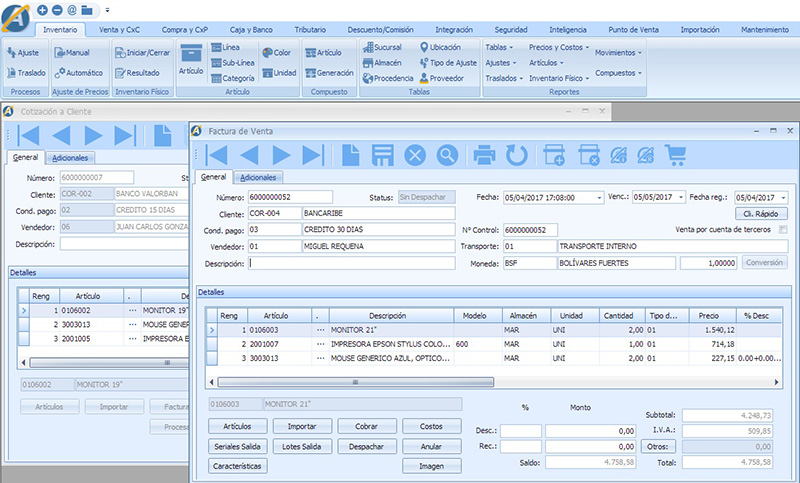 Inventario Venta y CxC Compra y CxP Caja y Banco Tributario Descuento/Comisión Integración Seguridad Inteligencia Punto de Venta Importación Mantenimiento
Ajuste Manual Iniciar/Cerrar Artículo Línea Color Artículo Sucursal Ubicación Tablas Precios y Costos Movimientos
Traslado Automático Resultado Sub-Línea Unidad Generación Almacén Tipo de Ajuste Ajustes Artículos Compuestos
Categoría Procedencia Proveedor Traslados Inventario Físico
Procesos Ajuste de Precios Inventario Físico Artículo Compuesto Tablas Reportes
Cotización a Cliente
General Adicionales
Número: 6000000007
Cliente: COR-002 BANCO VALORBAN
Cond. pago: 02 CREDITO 15 DIAS
Vendedor: 06 JUAN CARLOS GONZA
Descripción:
Detalles
Reng Artículo . De
1 0106002 ... MONITOR 19"
2 3003013 ... MOUSE GENE
3 2001005 ... IMPRESORA E
0106002 MONITOR 19"
Artículos Importar Factura
Procesa
Factura de Venta
General Adicionales
Número: 6000000052 Status: Sin Despachar Fecha: 05/04/2017 17:08:00 Venc.: 05/05/2017 Fecha reg.: 05/04/2017
Cliente: COR-004 BANCARIBE Cli. Rápido
Cond. pago: 03 CREDITO 30 DIAS N° Control: 6000000052 Venta por cuenta de terceros
Vendedor: 01 MIGUEL REQUENA Transporte: 01 TRANSPORTE INTERNO
Descripción: Moneda: BSF BOLÍVARES FUERTES 1,00000 Conversión
Detalles
Reng Artículo . Descripción Modelo Almacén Unidad Cantidad Tipo d... Precio % Desc
1 0106003 ... MONITOR 21" MAR UNI 2,00 01 1.540,12
2 2001007 ... IMPRESORA EPSON STYLUS COLO... 600 MAR UNI 1,00 01 714,18
3 3003013 ... MOUSE GENERICO AZUL, OPTICO... MAR UNI 2,00 01 227,15 0.00+0.00...
0106003 MONITOR 21"
% Monto
Artículos Importar Cobrar Costos Desc.: 0,00 Subtotal: 4.248,73
Seriales Salida Lotes Salida Despachar Anular Rec.: 0,00 I.V.A.: 509,85
Otros: 0,00
Características Imagen Saldo: 4.758,58 Total: 4.758,58